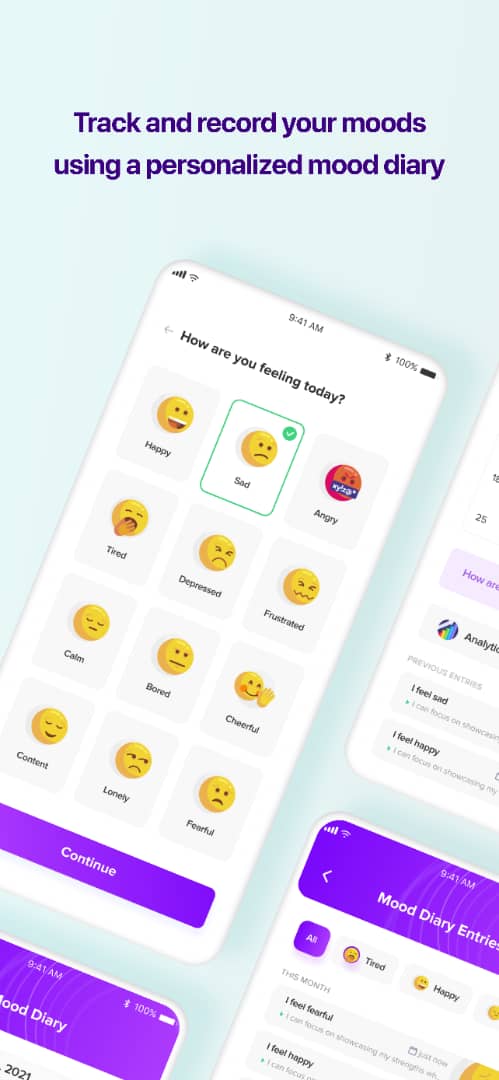 Track and record your moods
using a personalized mood diary
9:41 AM
100%
How are you feeling today?
Happy
Sad
Angry
Tired
Depressed
Frustrated
Calm
Bored
Cheerful
Content
Lonely
Fearful
Continue
25
How are
PREVIOUS ENTRIES
I feel sad
I can focus on showcasing
I feel happy
I can focus on showcasing my
9:41 AM
Mood Diary Entries
All
Tired
Happy
THIS MONTH
I feel fearful
just now
I can focus on showcasing my strengths
I feel happy
I can focus on showcasing my
9:41 AM
100%
Mood Diary
2021